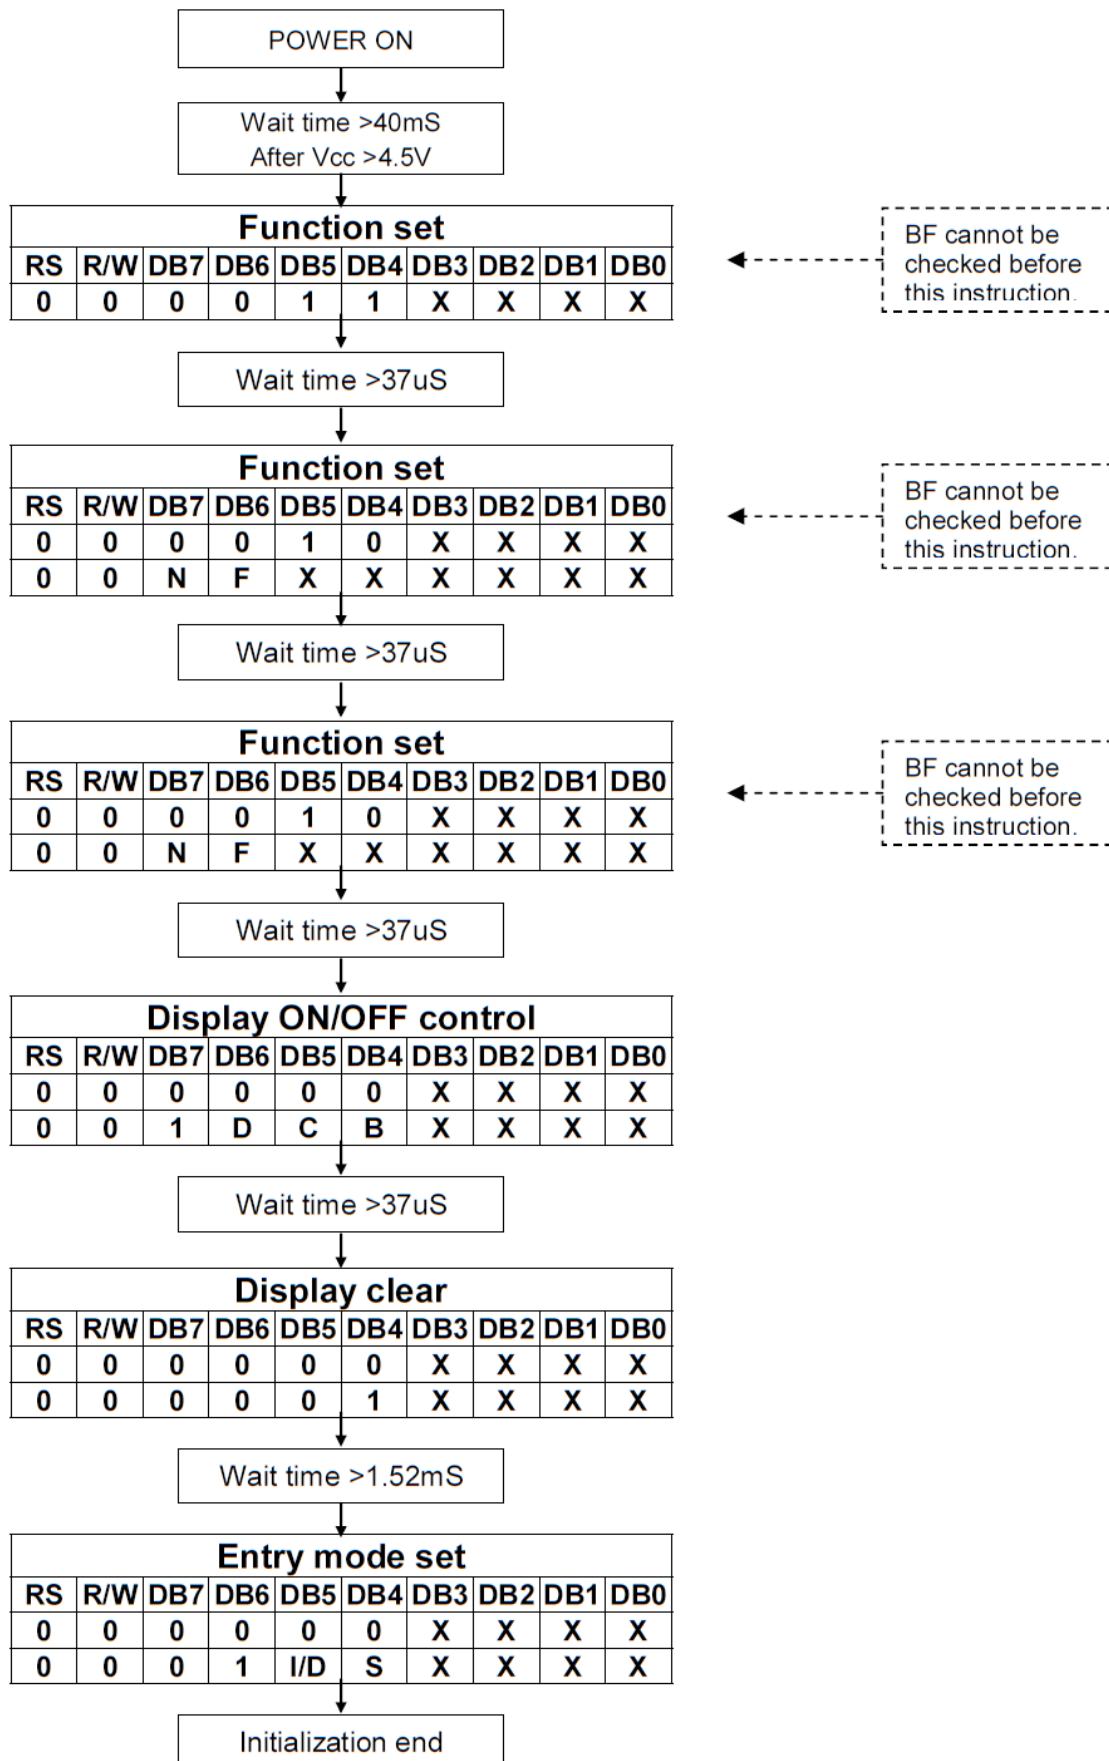 POWER ON
Wait time >40mS
After Vcc >4.5V
Function set
RS R/W DB7 DB6 DB5 DB4 DB3 DB2 DB1 DB0
0 0 0 0 1 1 X X X X
BF cannot be
checked before
this instruction.
Wait time >37uS
Function set
RS R/W DB7 DB6 DB5 DB4 DB3 DB2 DB1 DB0
0 0 0 0 1 0 X X X X
0 0 N F X X X X X X
BF cannot be
checked before
this instruction.
Wait time >37uS
Function set
RS R/W DB7 DB6 DB5 DB4 DB3 DB2 DB1 DB0
0 0 0 0 1 0 X X X X
0 0 N F X X X X X X
BF cannot be
checked before
this instruction.
Wait time >37uS
Display ON/OFF control
RS R/W DB7 DB6 DB5 DB4 DB3 DB2 DB1 DB0
0 0 0 0 0 0 X X X X
0 0 1 D C B X X X X
Wait time >37uS
Display clear
RS R/W DB7 DB6 DB5 DB4 DB3 DB2 DB1 DB0
0 0 0 0 0 0 X X X X
0 0 0 0 0 1 X X X X
Wait time >1.52mS
Entry mode set
RS R/W DB7 DB6 DB5 DB4 DB3 DB2 DB1 DB0
0 0 0 0 0 0 X X X X
0 0 0 1 I/D S X X X X
Initialization end